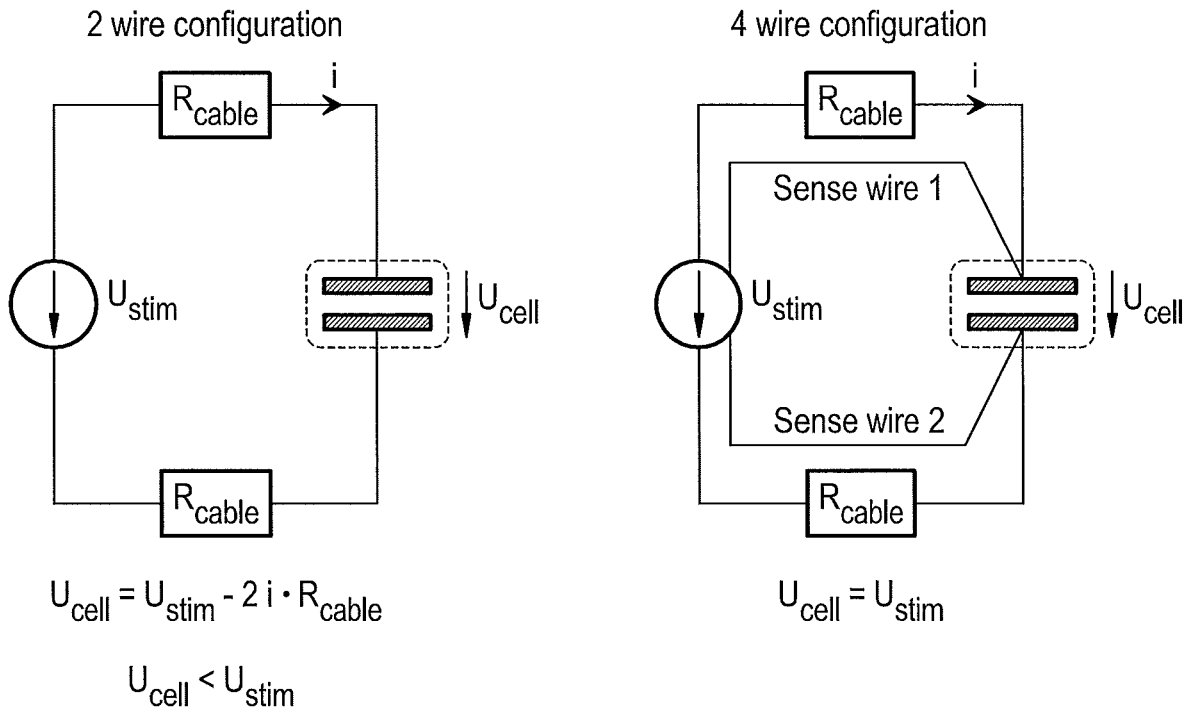 2 wire configuration
R_cable
i
U_stim
U_cell
R_cable
U_cell = U_stim - 2 i · R_cable
U_cell < U_stim
4 wire configuration
R_cable
i
Sense wire 1
U_stim
U_cell
Sense wire 2
R_cable
U_cell = U_stim